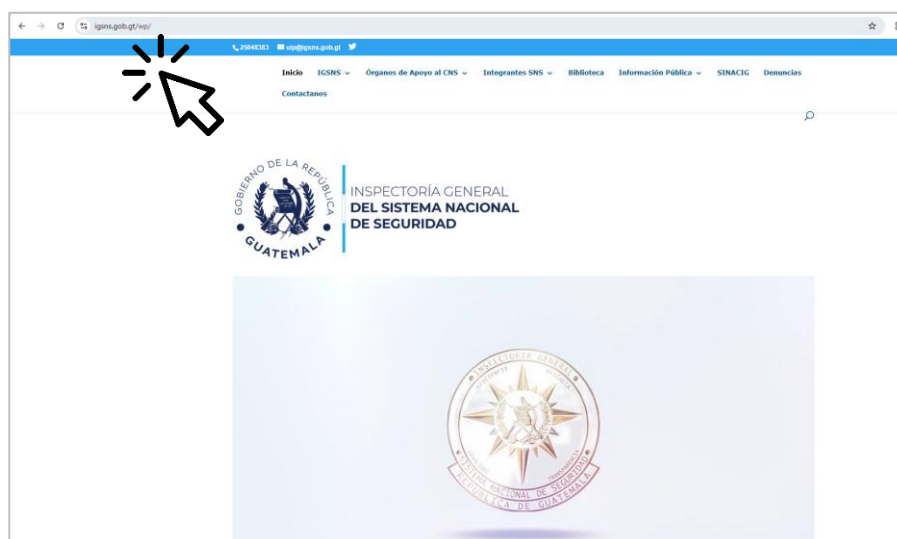 igsns.gob.gt/wp/
uip@igsns.gob.gt
Inicio IGSNS Órganos de Apoyo al CNS Integrantes SNS Biblioteca Información Pública SINACIG Denuncias
Contactanos
GOBIERNO DE LA REPÚBLICA
GUATEMALA
INSPECTORÍA GENERAL
DEL SISTEMA NACIONAL
DE SEGURIDAD
INSPECTORIA GENERAL
TRANSPARENCIA
SISTEMA NACIONAL DE SEGURIDAD
REPÚBLICA DE GUATEMALA